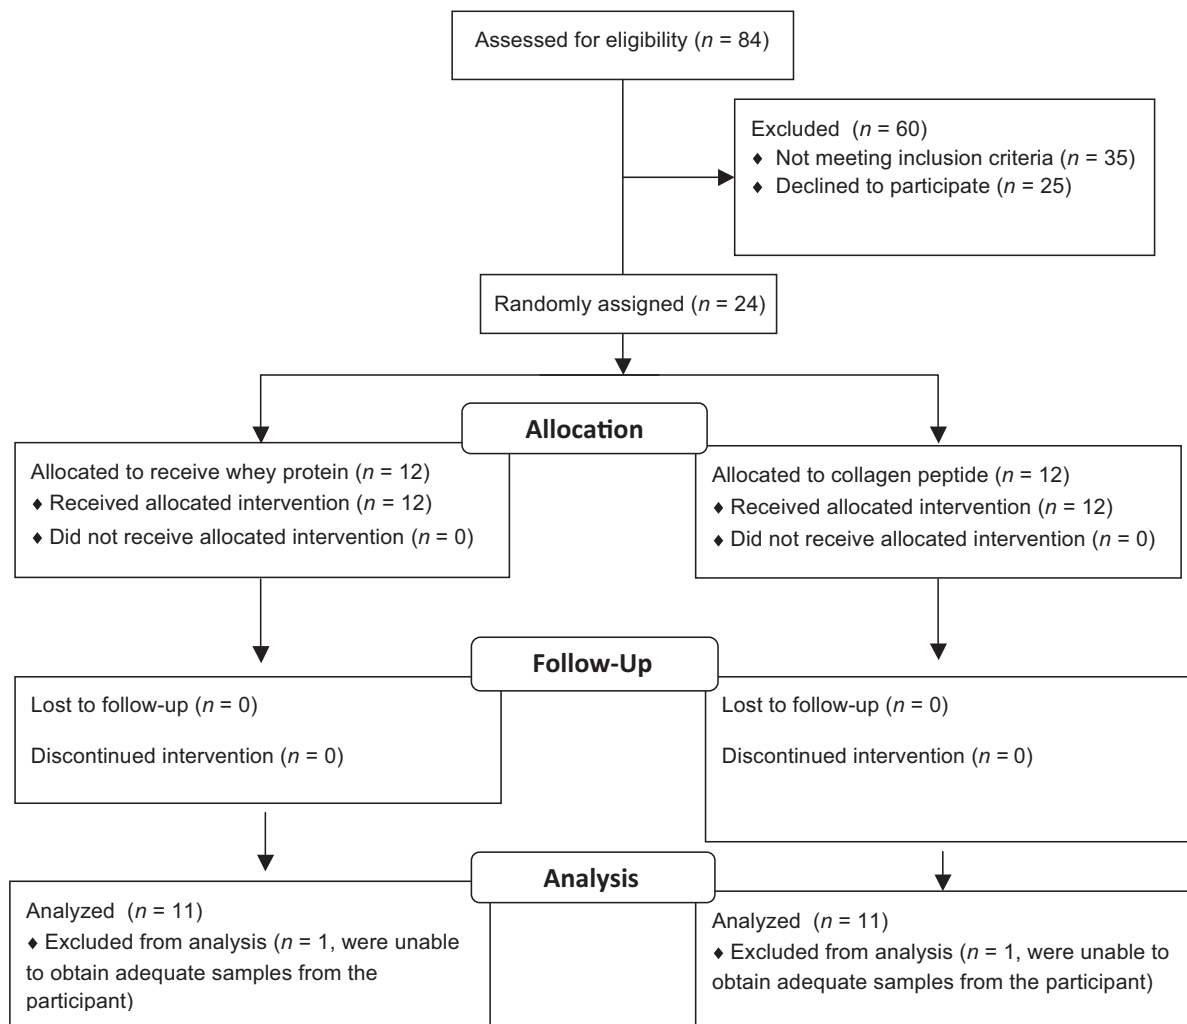 Assessed for eligibility (n = 84)
Excluded (n = 60)
♦ Not meeting inclusion criteria (n = 35)
♦ Declined to participate (n = 25)
Randomly assigned (n = 24)
Allocation
Allocated to receive whey protein (n = 12)
♦ Received allocated intervention (n = 12)
♦ Did not receive allocated intervention (n = 0)
Allocated to collagen peptide (n = 12)
♦ Received allocated intervention (n = 12)
♦ Did not receive allocated intervention (n = 0)
Follow-Up
Lost to follow-up (n = 0)
Discontinued intervention (n = 0)
Lost to follow-up (n = 0)
Discontinued intervention (n = 0)
Analysis
Analyzed (n = 11)
♦ Excluded from analysis (n = 1, were unable
to obtain adequate samples from the
participant)
Analyzed (n = 11)
♦ Excluded from analysis (n = 1, were unable to
obtain adequate samples from the participant)